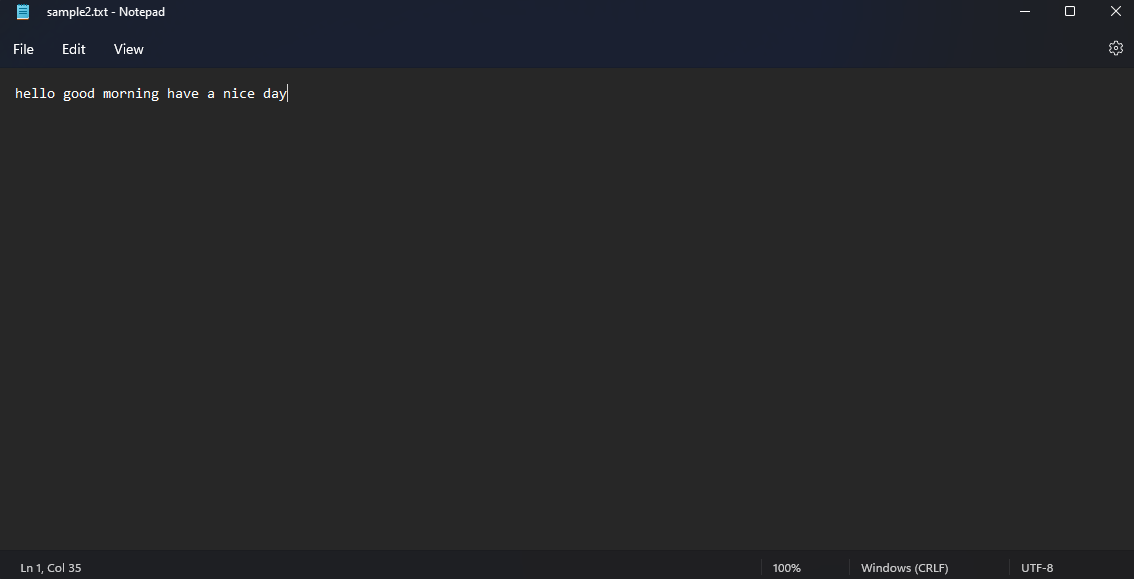 sample2.txt - Notepad
File Edit View
hello good morning have a nice day
Ln 1, Col 35 100% Windows (CRLF) UTF-8